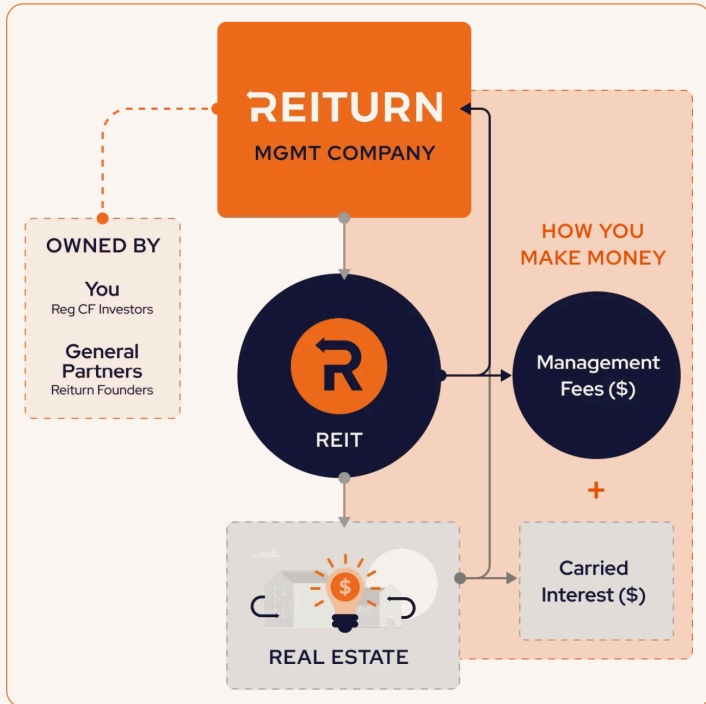 REITURN
MGMT COMPANY
OWNED BY
You
Reg CF Investors
General
Partners
Reiturn Founders
HOW YOU
MAKE MONEY
R
REIT
Management
Fees ($)
+
$
REAL ESTATE
Carried
Interest ($)